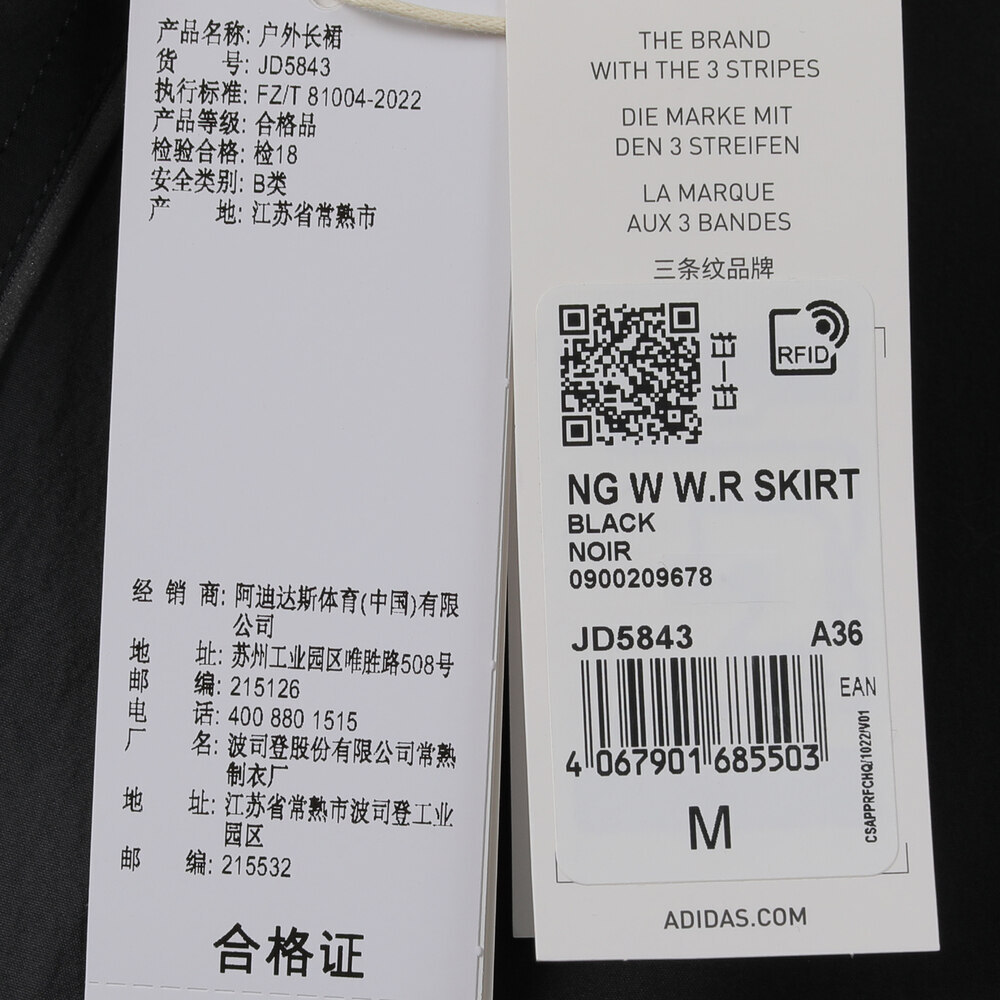 产品名称: 户外长裙
货 号: JD5843
执行标准: FZ/T 81004-2022
产品等级: 合格品
检验合格: 检18
安全类别: B类
产 地: 江苏省常熟市
经 销 商: 阿迪达斯体育(中国)有限
公司
地 址: 苏州工业园区唯胜路508号
邮 编: 215126
电 话: 400 880 1515
厂 名: 波司登股份有限公司常熟
制衣厂
地 址: 江苏省常熟市波司登工业
园区
邮 编: 215532
合格证
THE BRAND
WITH THE 3 STRIPES
DIE MARKE MIT
DEN 3 STREIFEN
LA MARQUE
AUX 3 BANDES
三条纹品牌
扫一扫
RFID
NG W W.R SKIRT
BLACK
NOIR
0900209678
JD5843 A36
EAN
4 067901 685503
CSAPPRFCHQ/1022/V01
M
ADIDAS.COM